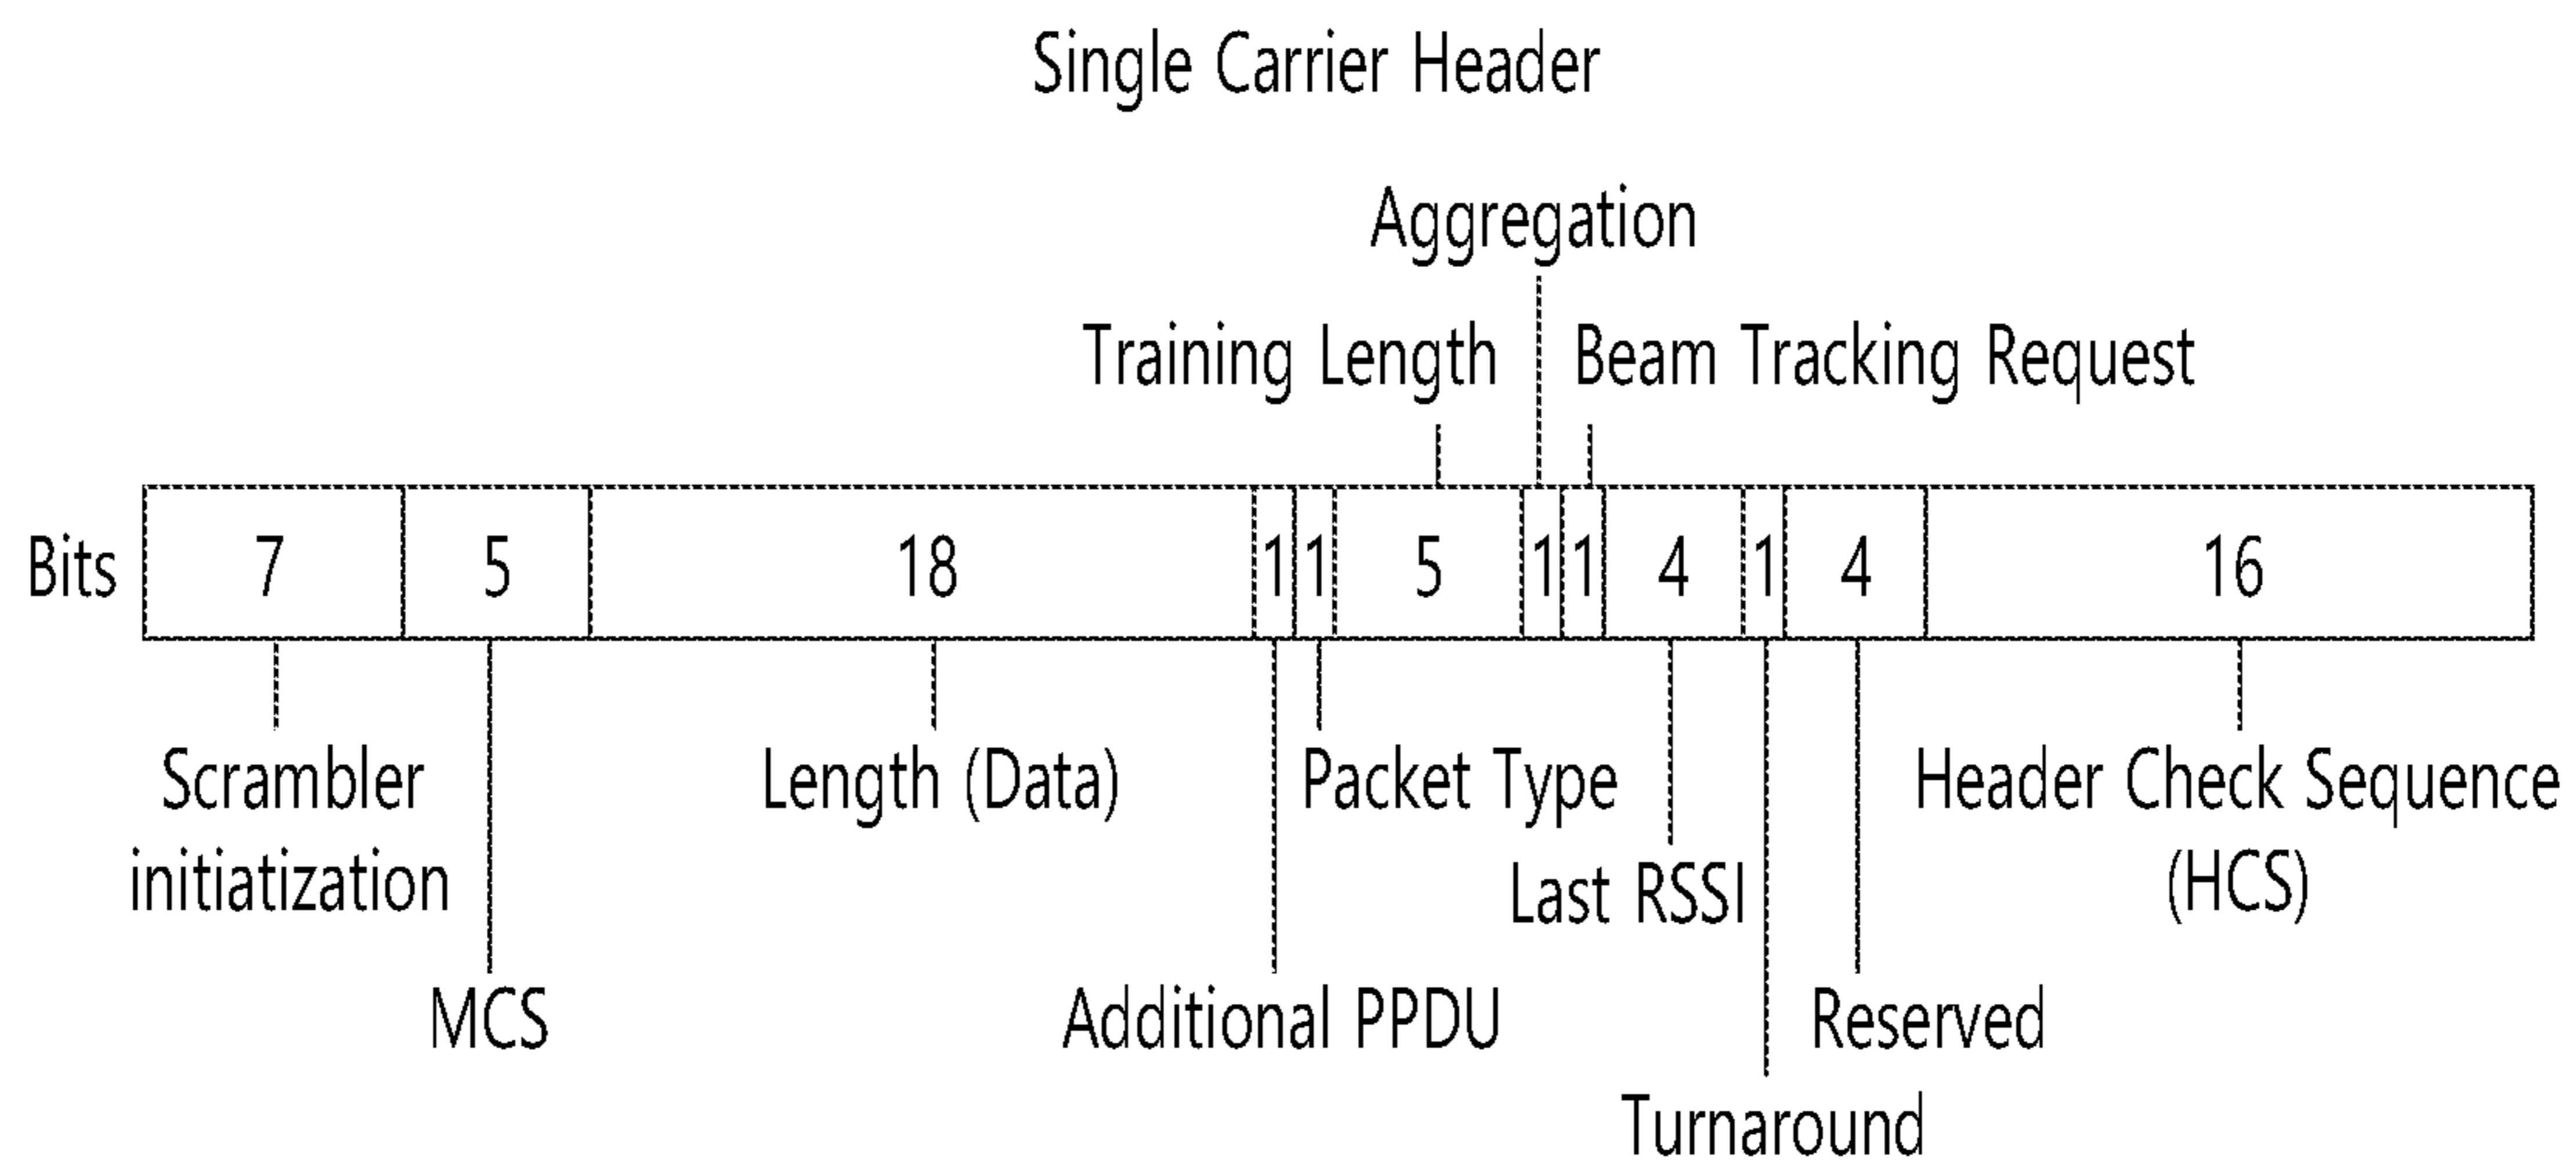 Single Carrier Header
Aggregation
Training Length Beam Tracking Request
Bits 7 5 18 1 1 5 1 1 4 1 4 16
Scrambler Length (Data) Packet Type Header Check Sequence
initiatization Last RSSI (HCS)
MCS Additional PPDU Reserved
Turnaround